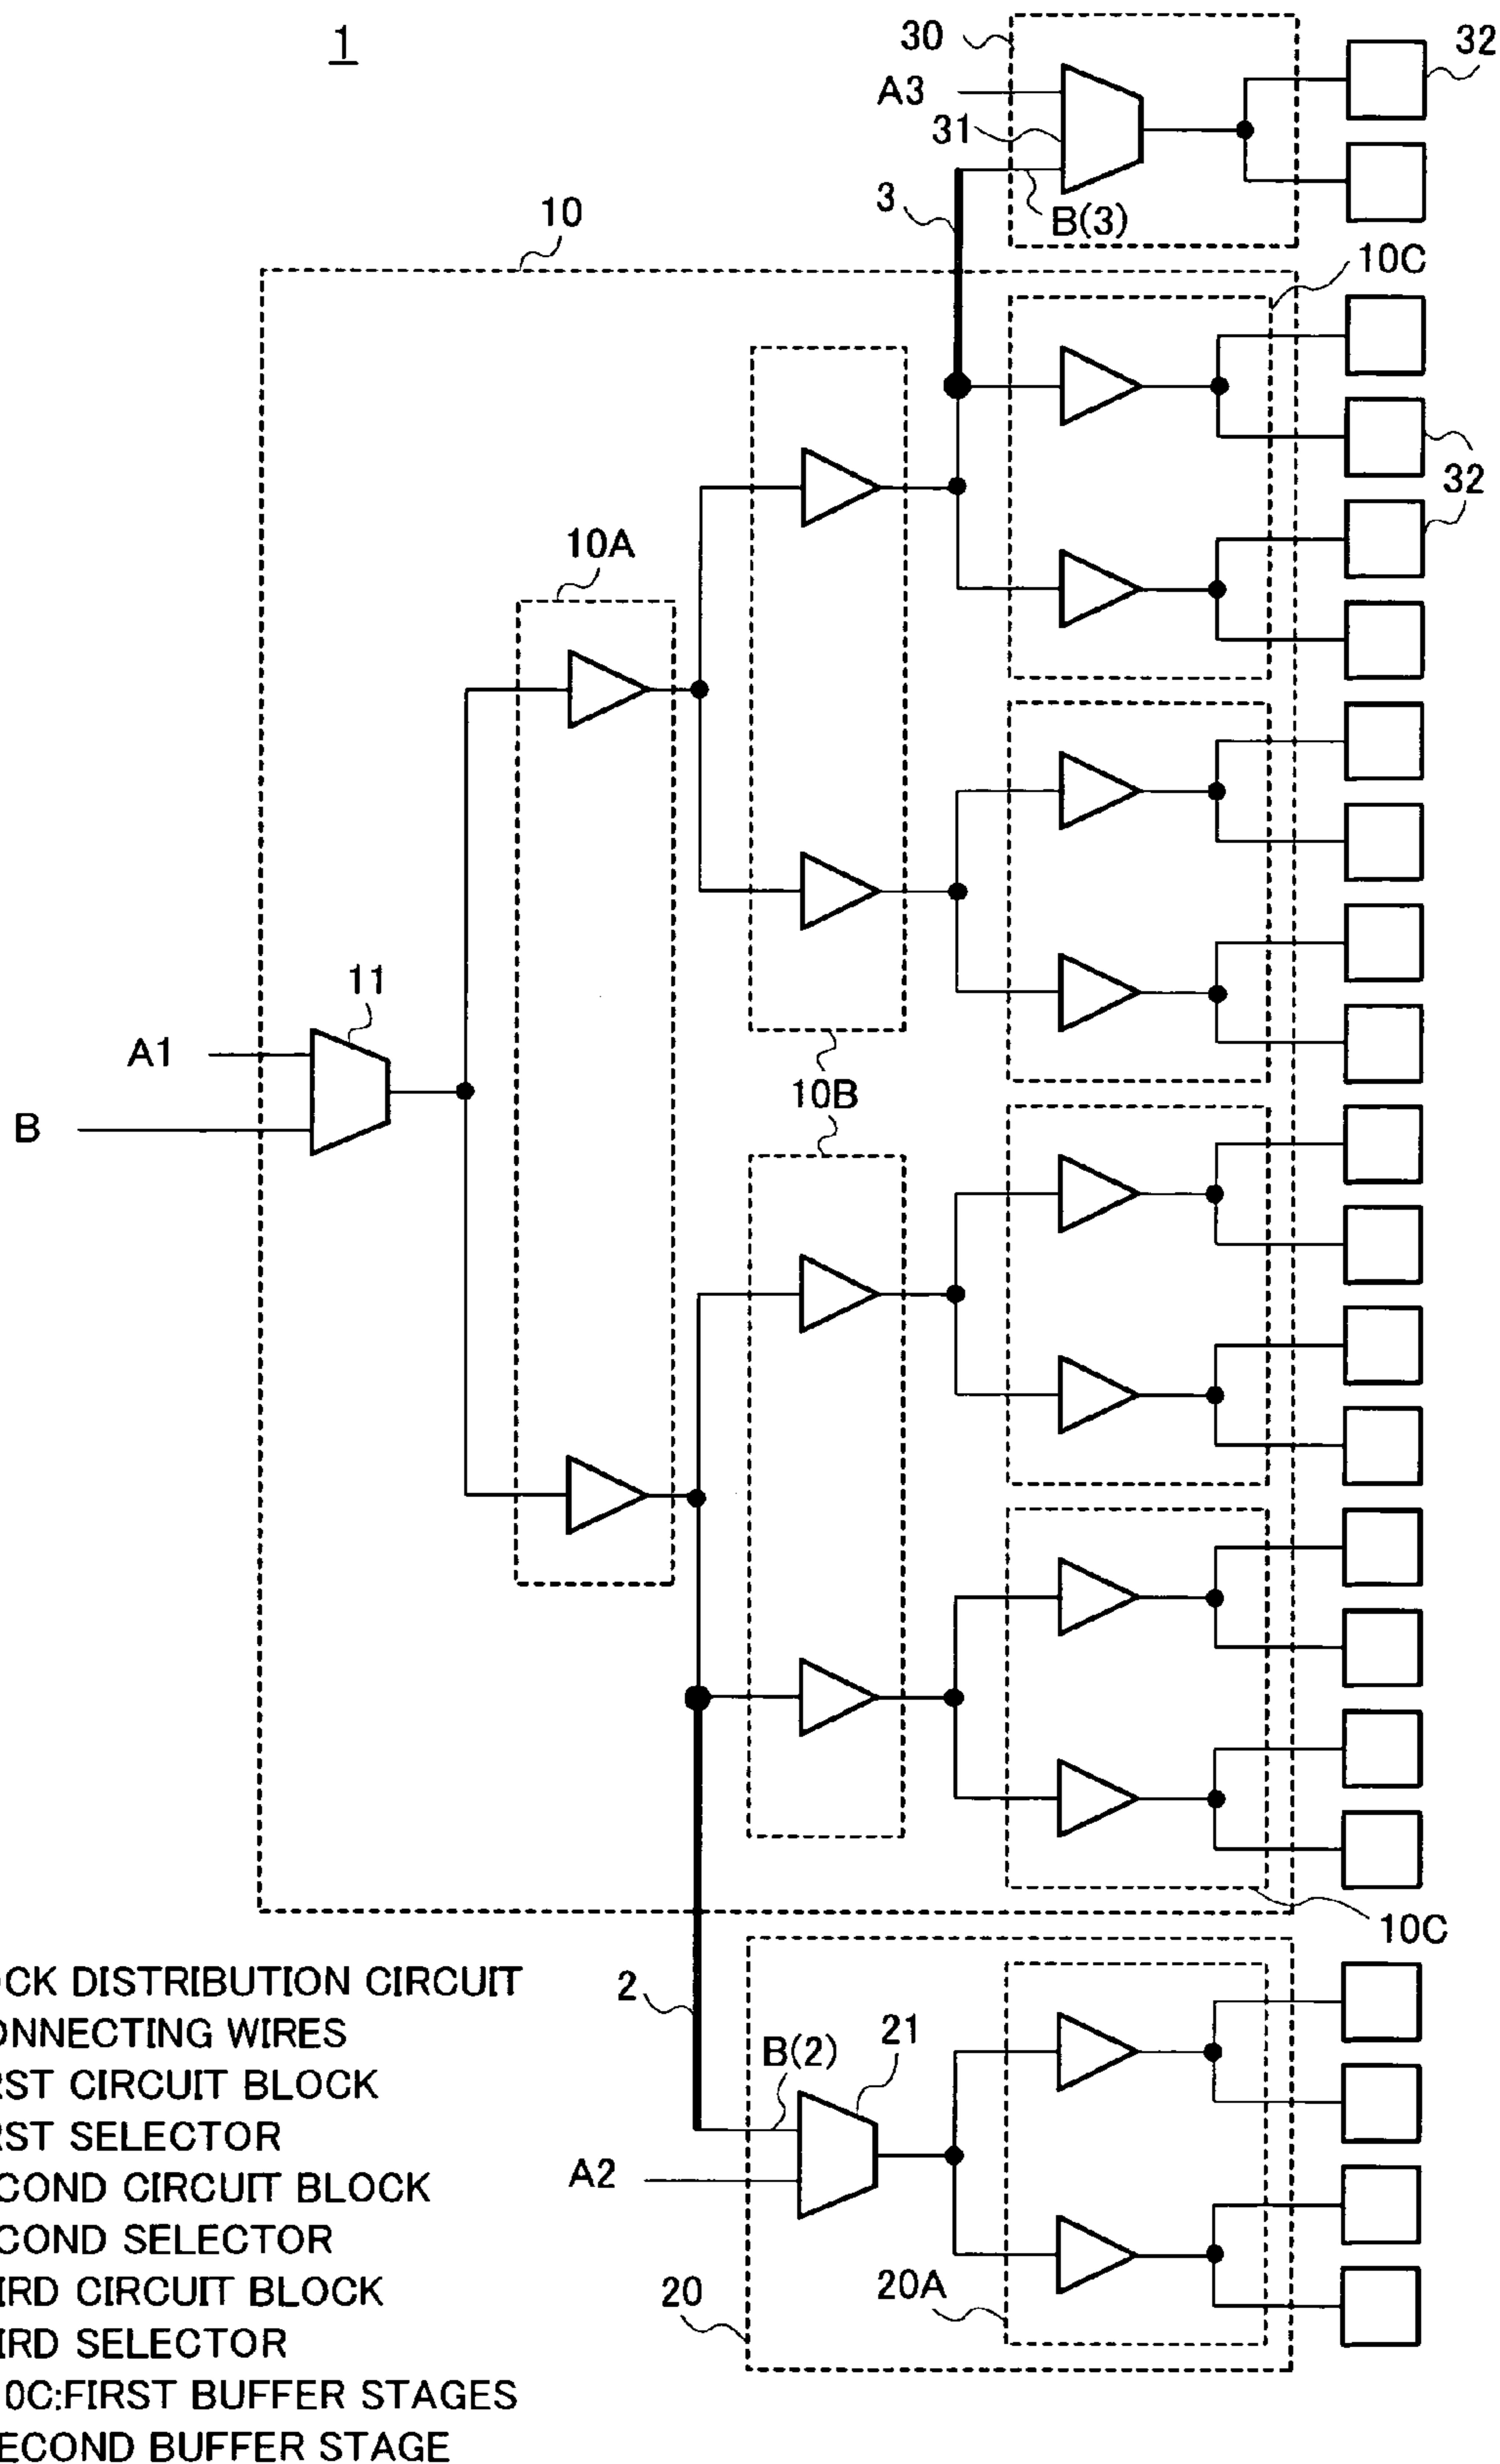 1
30
32
A3
31
3
B(3)
10
10C
32
10A
11
A1
10B
B
10C
2
B(2)
21
A2
20
20A
CK DISTRIBUTION CIRCUIT
NNECTING WIRES
RST CIRCUIT BLOCK
RST SELECTOR
COND CIRCUIT BLOCK
COND SELECTOR
IRD CIRCUIT BLOCK
IRD SELECTOR
0C:FIRST BUFFER STAGES
ECOND BUFFER STAGE